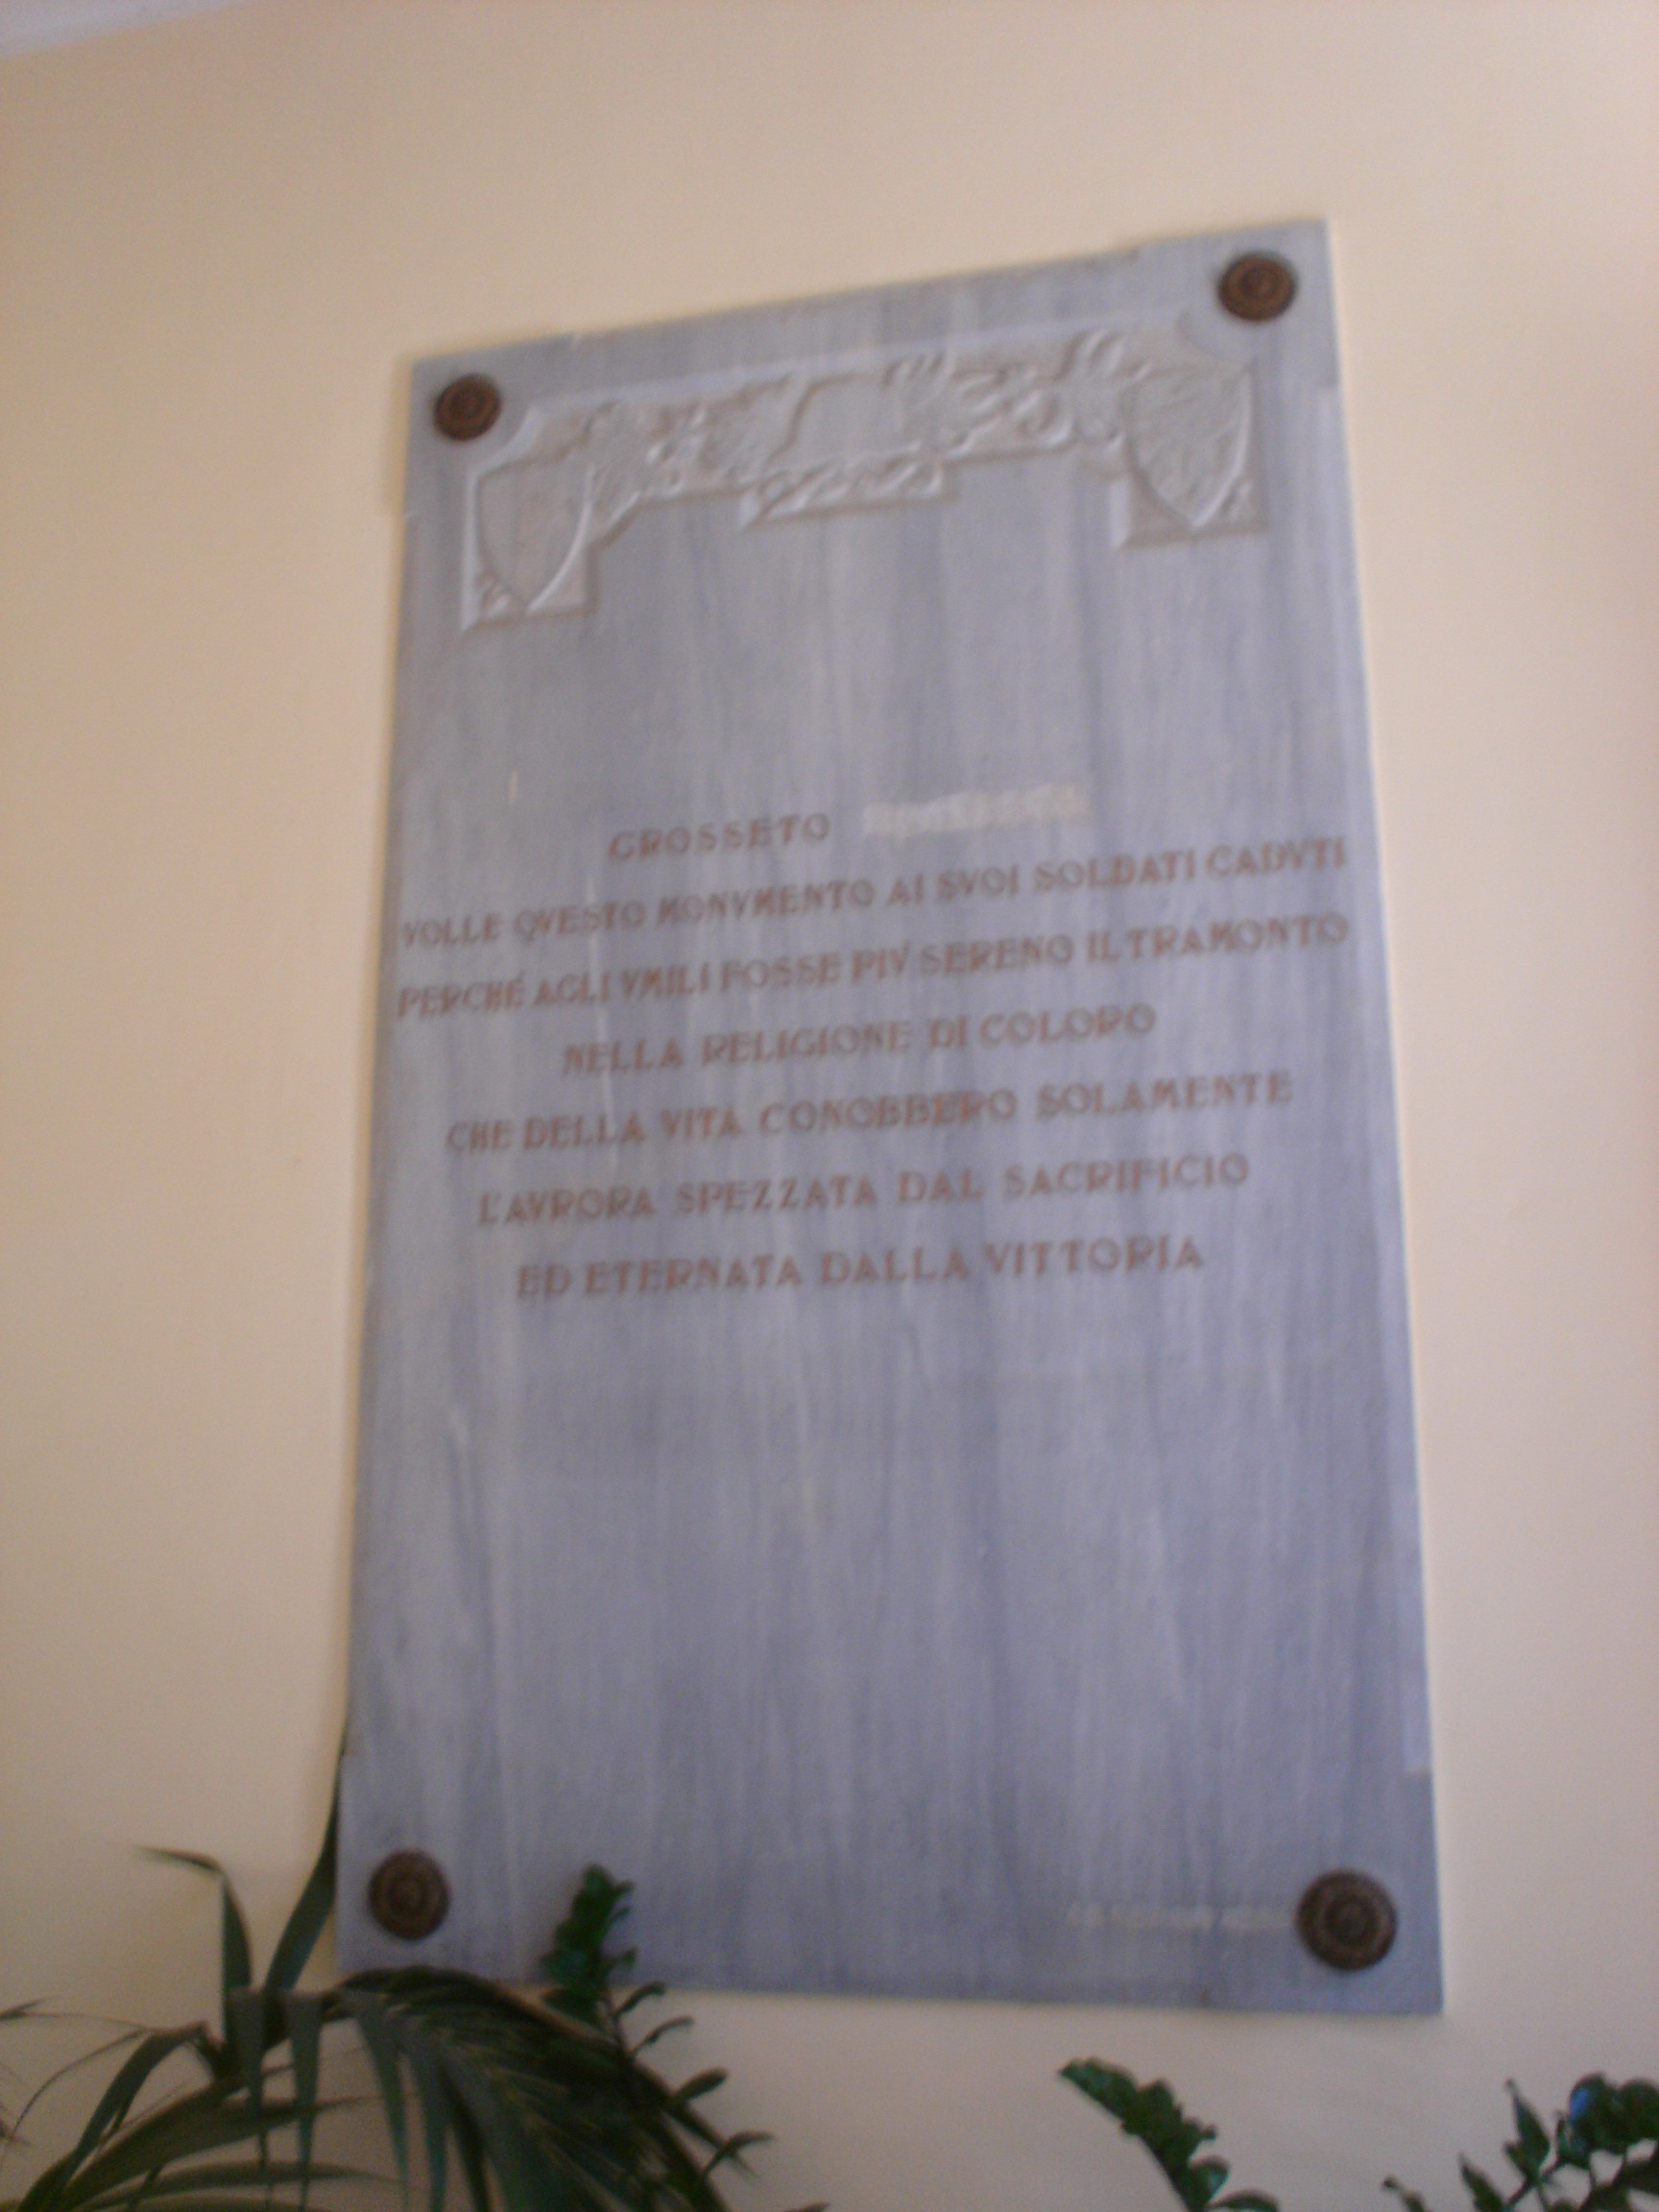 GROSSETO
VOLLE QVESTO MONVMENTO AI SVOI SOLDATI CADVTI
PERCHÉ AGLI VMILI FOSSE PIÚ SERENO IL TRAMONTO
NELLA RELIGIONE DI COLORO
CHE DELLA VITA CONOBBERO SOLAMENTE
L'AVRORA SPEZZATA DAL SACRIFICIO
ED ETERNATA DALLA VITTORIA